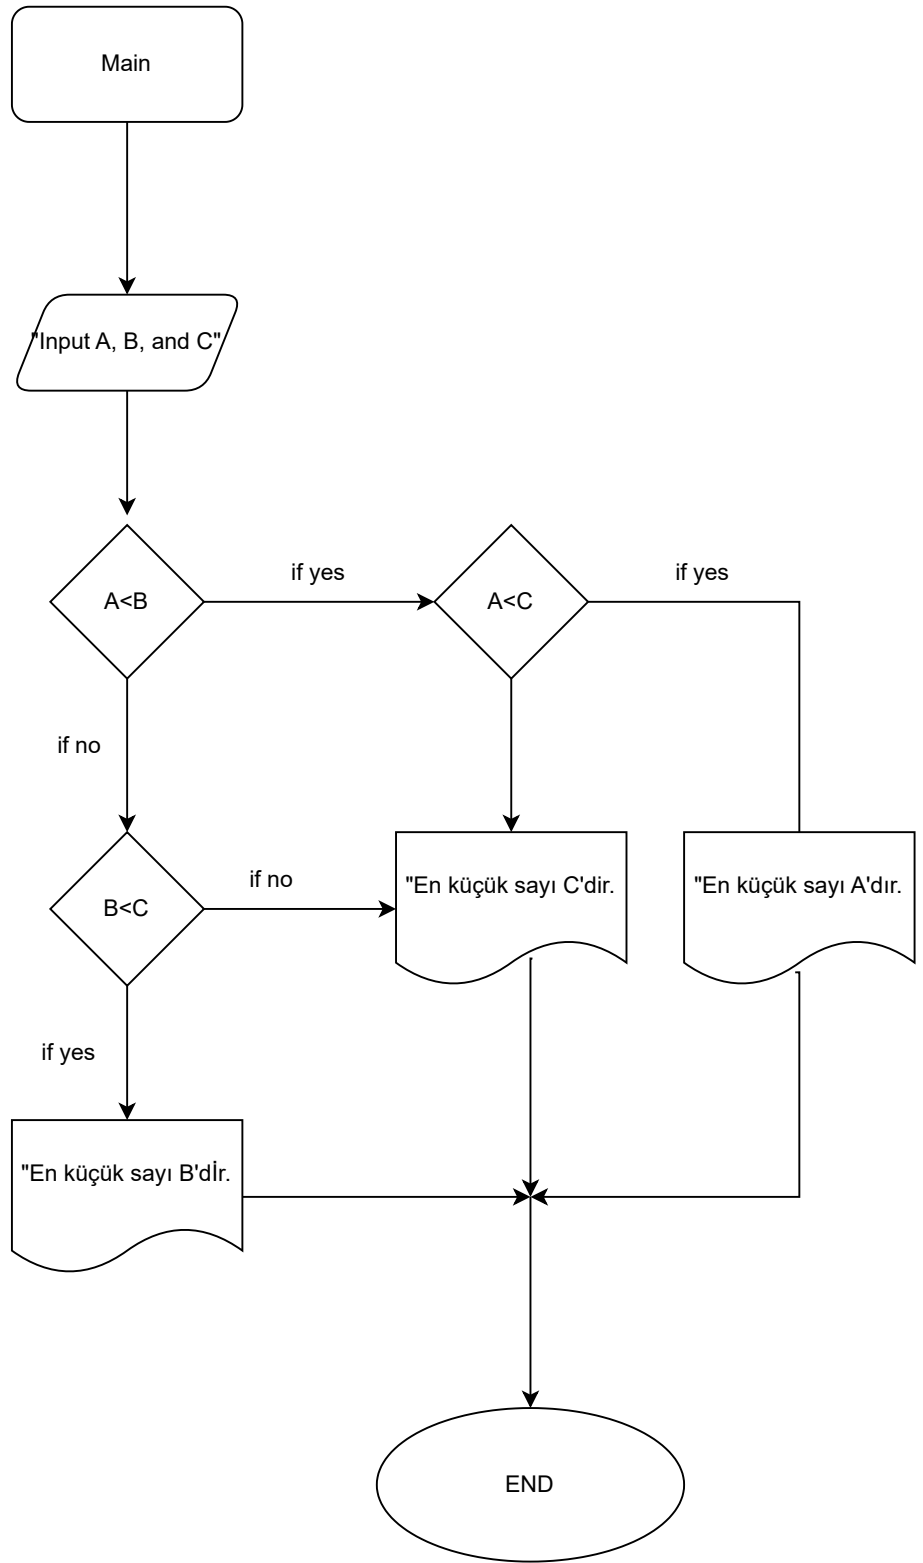 Main
"Input A, B, and C"
A<B
if yes
A<C
if yes
if no
B<C
if no
"En küçük sayı C'dir.
"En küçük sayı A'dır.
if yes
"En küçük sayı B'dİr.
END